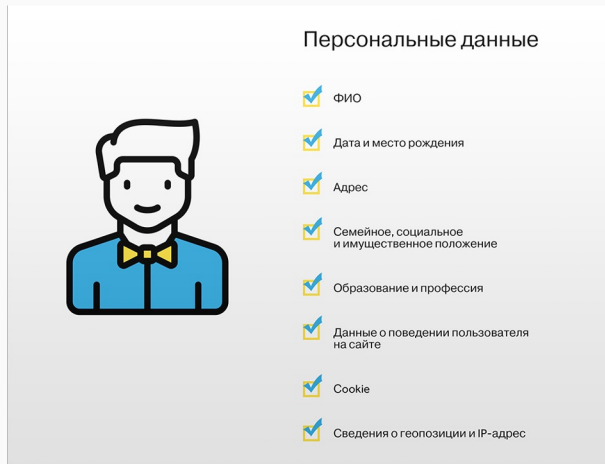 Персональные данные
ФИО
Дата и место рождения
Адрес
Семейное, социальное
и имущественное положение
Образование и профессия
Данные о поведении пользователя
на сайте
Cookie
Сведения о геопозиции и IP-адрес